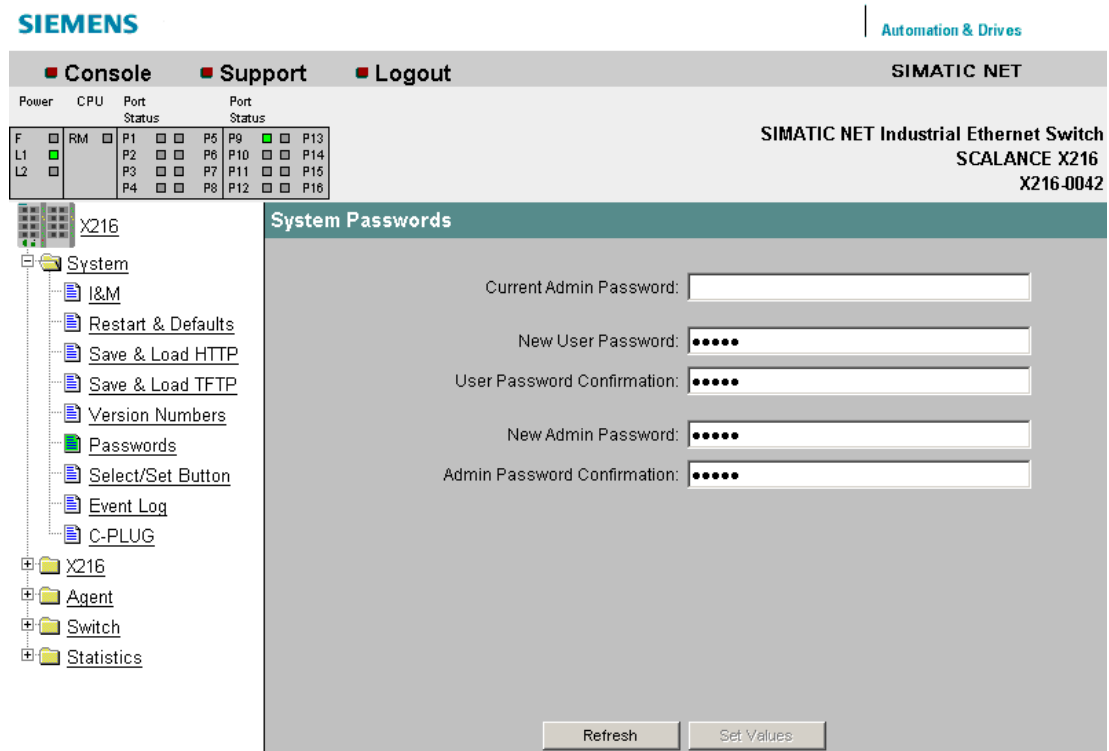 SIEMENS
Automation & Drives
Console Support Logout SIMATIC NET
Power CPU Port Status Port Status
F RM P1 P5 P9 P13
L1 P2 P6 P10 P14
L2 P3 P7 P11 P15
P4 P8 P12 P16
SIMATIC NET Industrial Ethernet Switch
SCALANCE X216
X216-0042
X216
System
I&M
Restart & Defaults
Save & Load HTTP
Save & Load TFTP
Version Numbers
Passwords
Select/Set Button
Event Log
C-PLUG
X216
Agent
Switch
Statistics
System Passwords
Current Admin Password:
New User Password: •••••
User Password Confirmation: •••••
New Admin Password: •••••
Admin Password Confirmation: •••••
Refresh Set Values